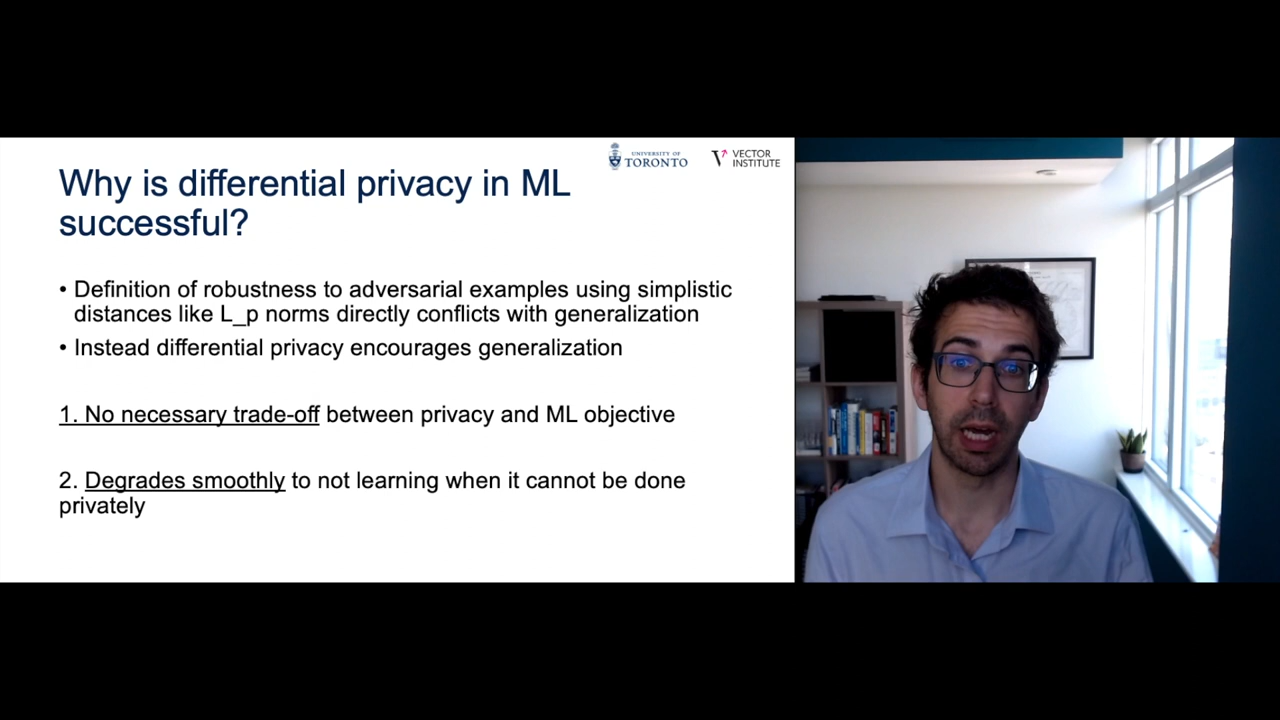 UNIVERSITY OF
TORONTO
VECTOR
INSTITUTE
Why is differential privacy in ML
successful?
• Definition of robustness to adversarial examples using simplistic
distances like L_p norms directly conflicts with generalization
• Instead differential privacy encourages generalization
1. No necessary trade-off between privacy and ML objective
2. Degrades smoothly to not learning when it cannot be done
privately